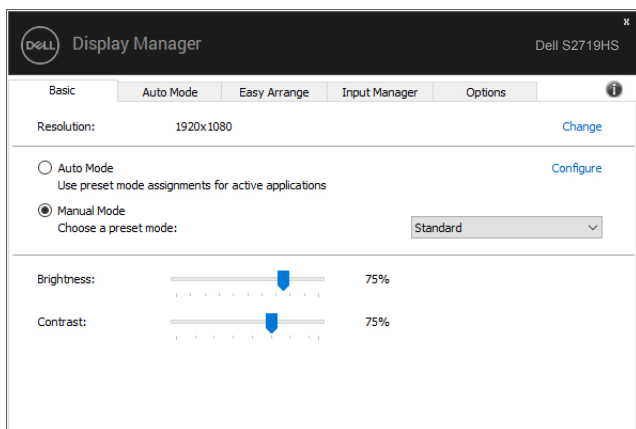 x
DELL Display Manager Dell S2719HS
Basic Auto Mode Easy Arrange Input Manager Options i
Resolution: 1920x1080 Change
Auto Mode Configure
Use preset mode assignments for active applications
Manual Mode
Choose a preset mode: Standard
Brightness: 75%
Contrast: 75%